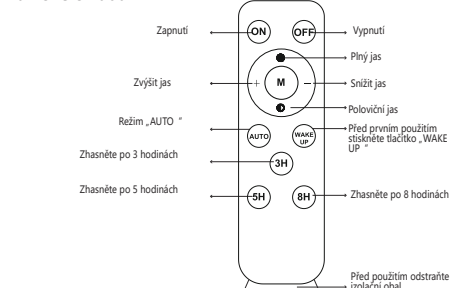 Zapnutí
ON
OFF
Vypnutí
Plný jas
Zvýšit jas
+
M
−
Snížit jas
Poloviční jas
Režim „AUTO “
AUTO
WAKE
UP
Před prvním použitím
stiskněte tlačítko „WAKE
UP “
Zhasněte po 3 hodinách
3H
Zhasněte po 5 hodinách
5H
8H
Zhasněte po 8 hodinách
Před použitím odstraňte
izolační obal